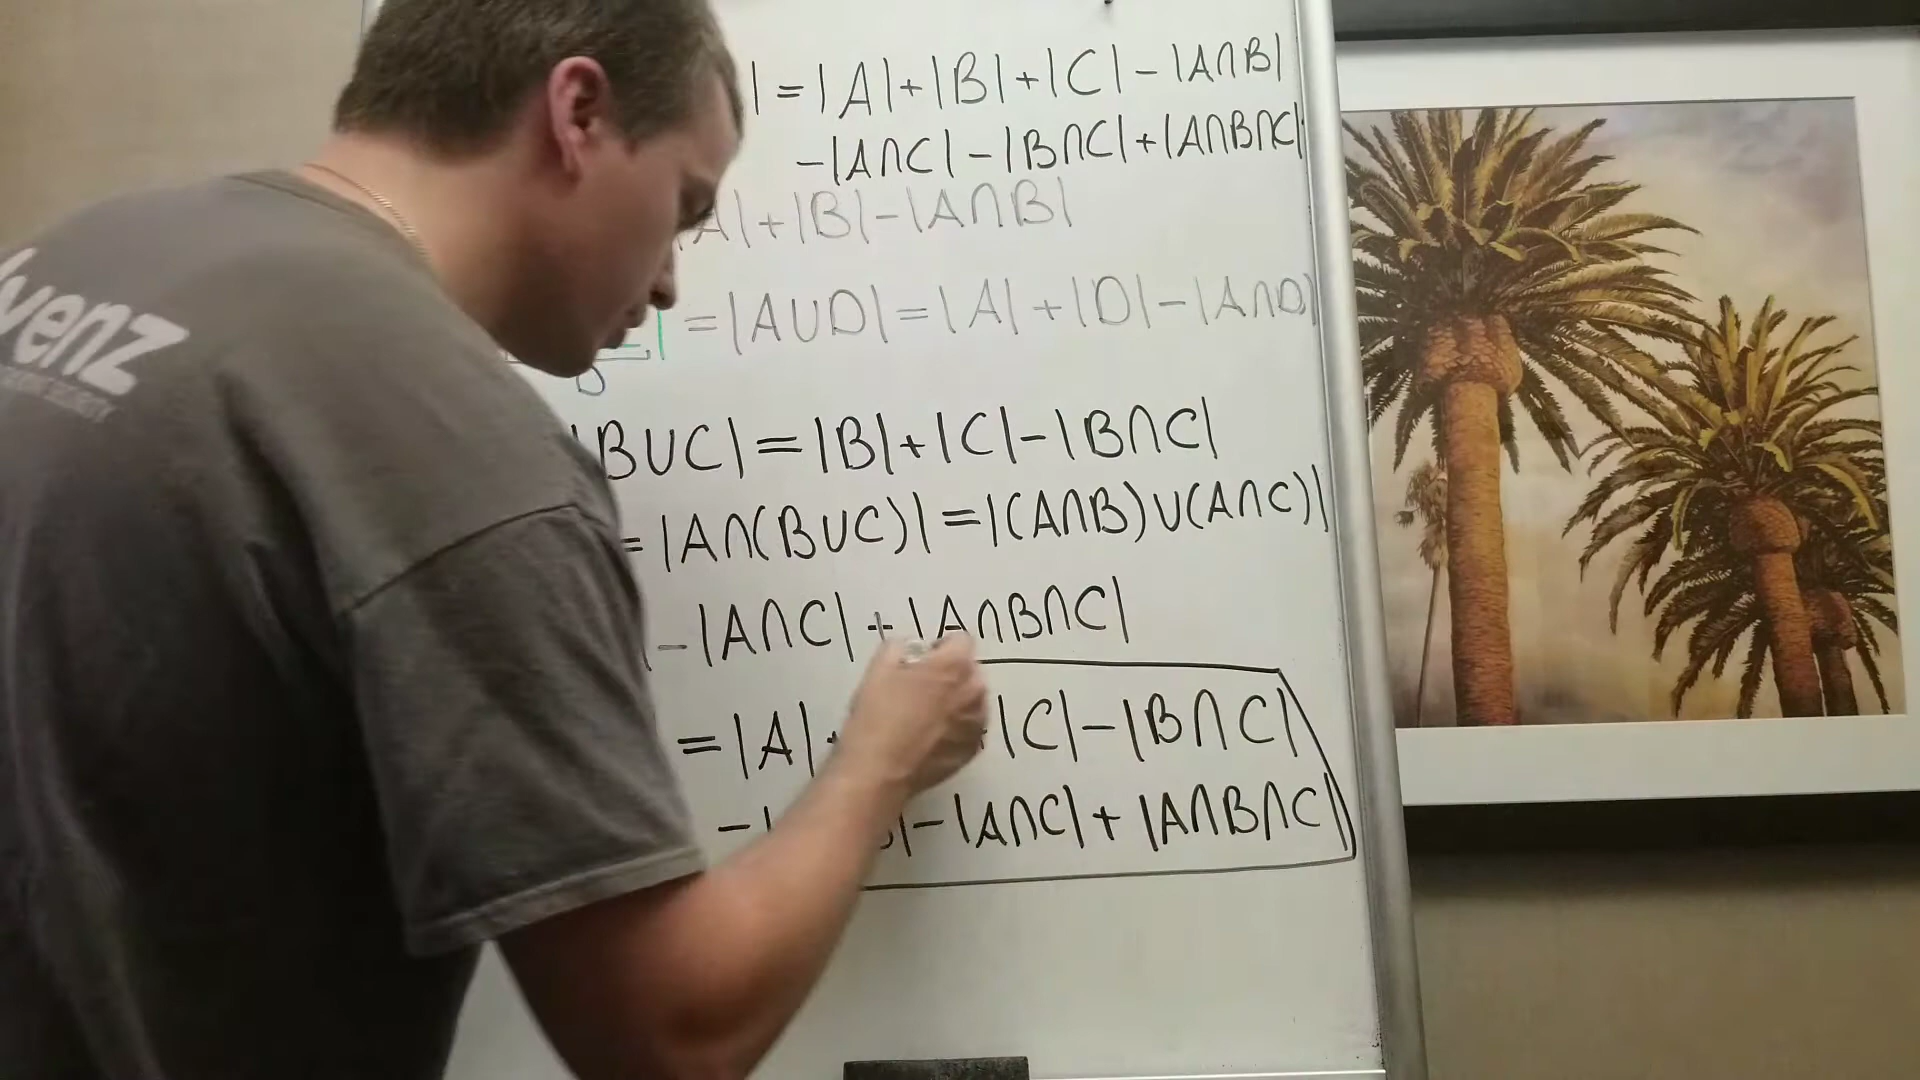 | = |A| + |B| + |C| - |A∩B|
- |A∩C| - |B∩C| + |A∩B∩C|
A| + |B| - |A∩B|
| = |A∪D| = |A| + |D| - |A∩D|
D
|B∪C| = |B| + |C| - |B∩C|
= |A∩(B∪C)| = |(A∩B)∪(A∩C)|
| - |A∩C| + |A∩B∩C|
= |A| + |C| - |B∩C|
- | B| - |A∩C| + |A∩B∩C|
venz